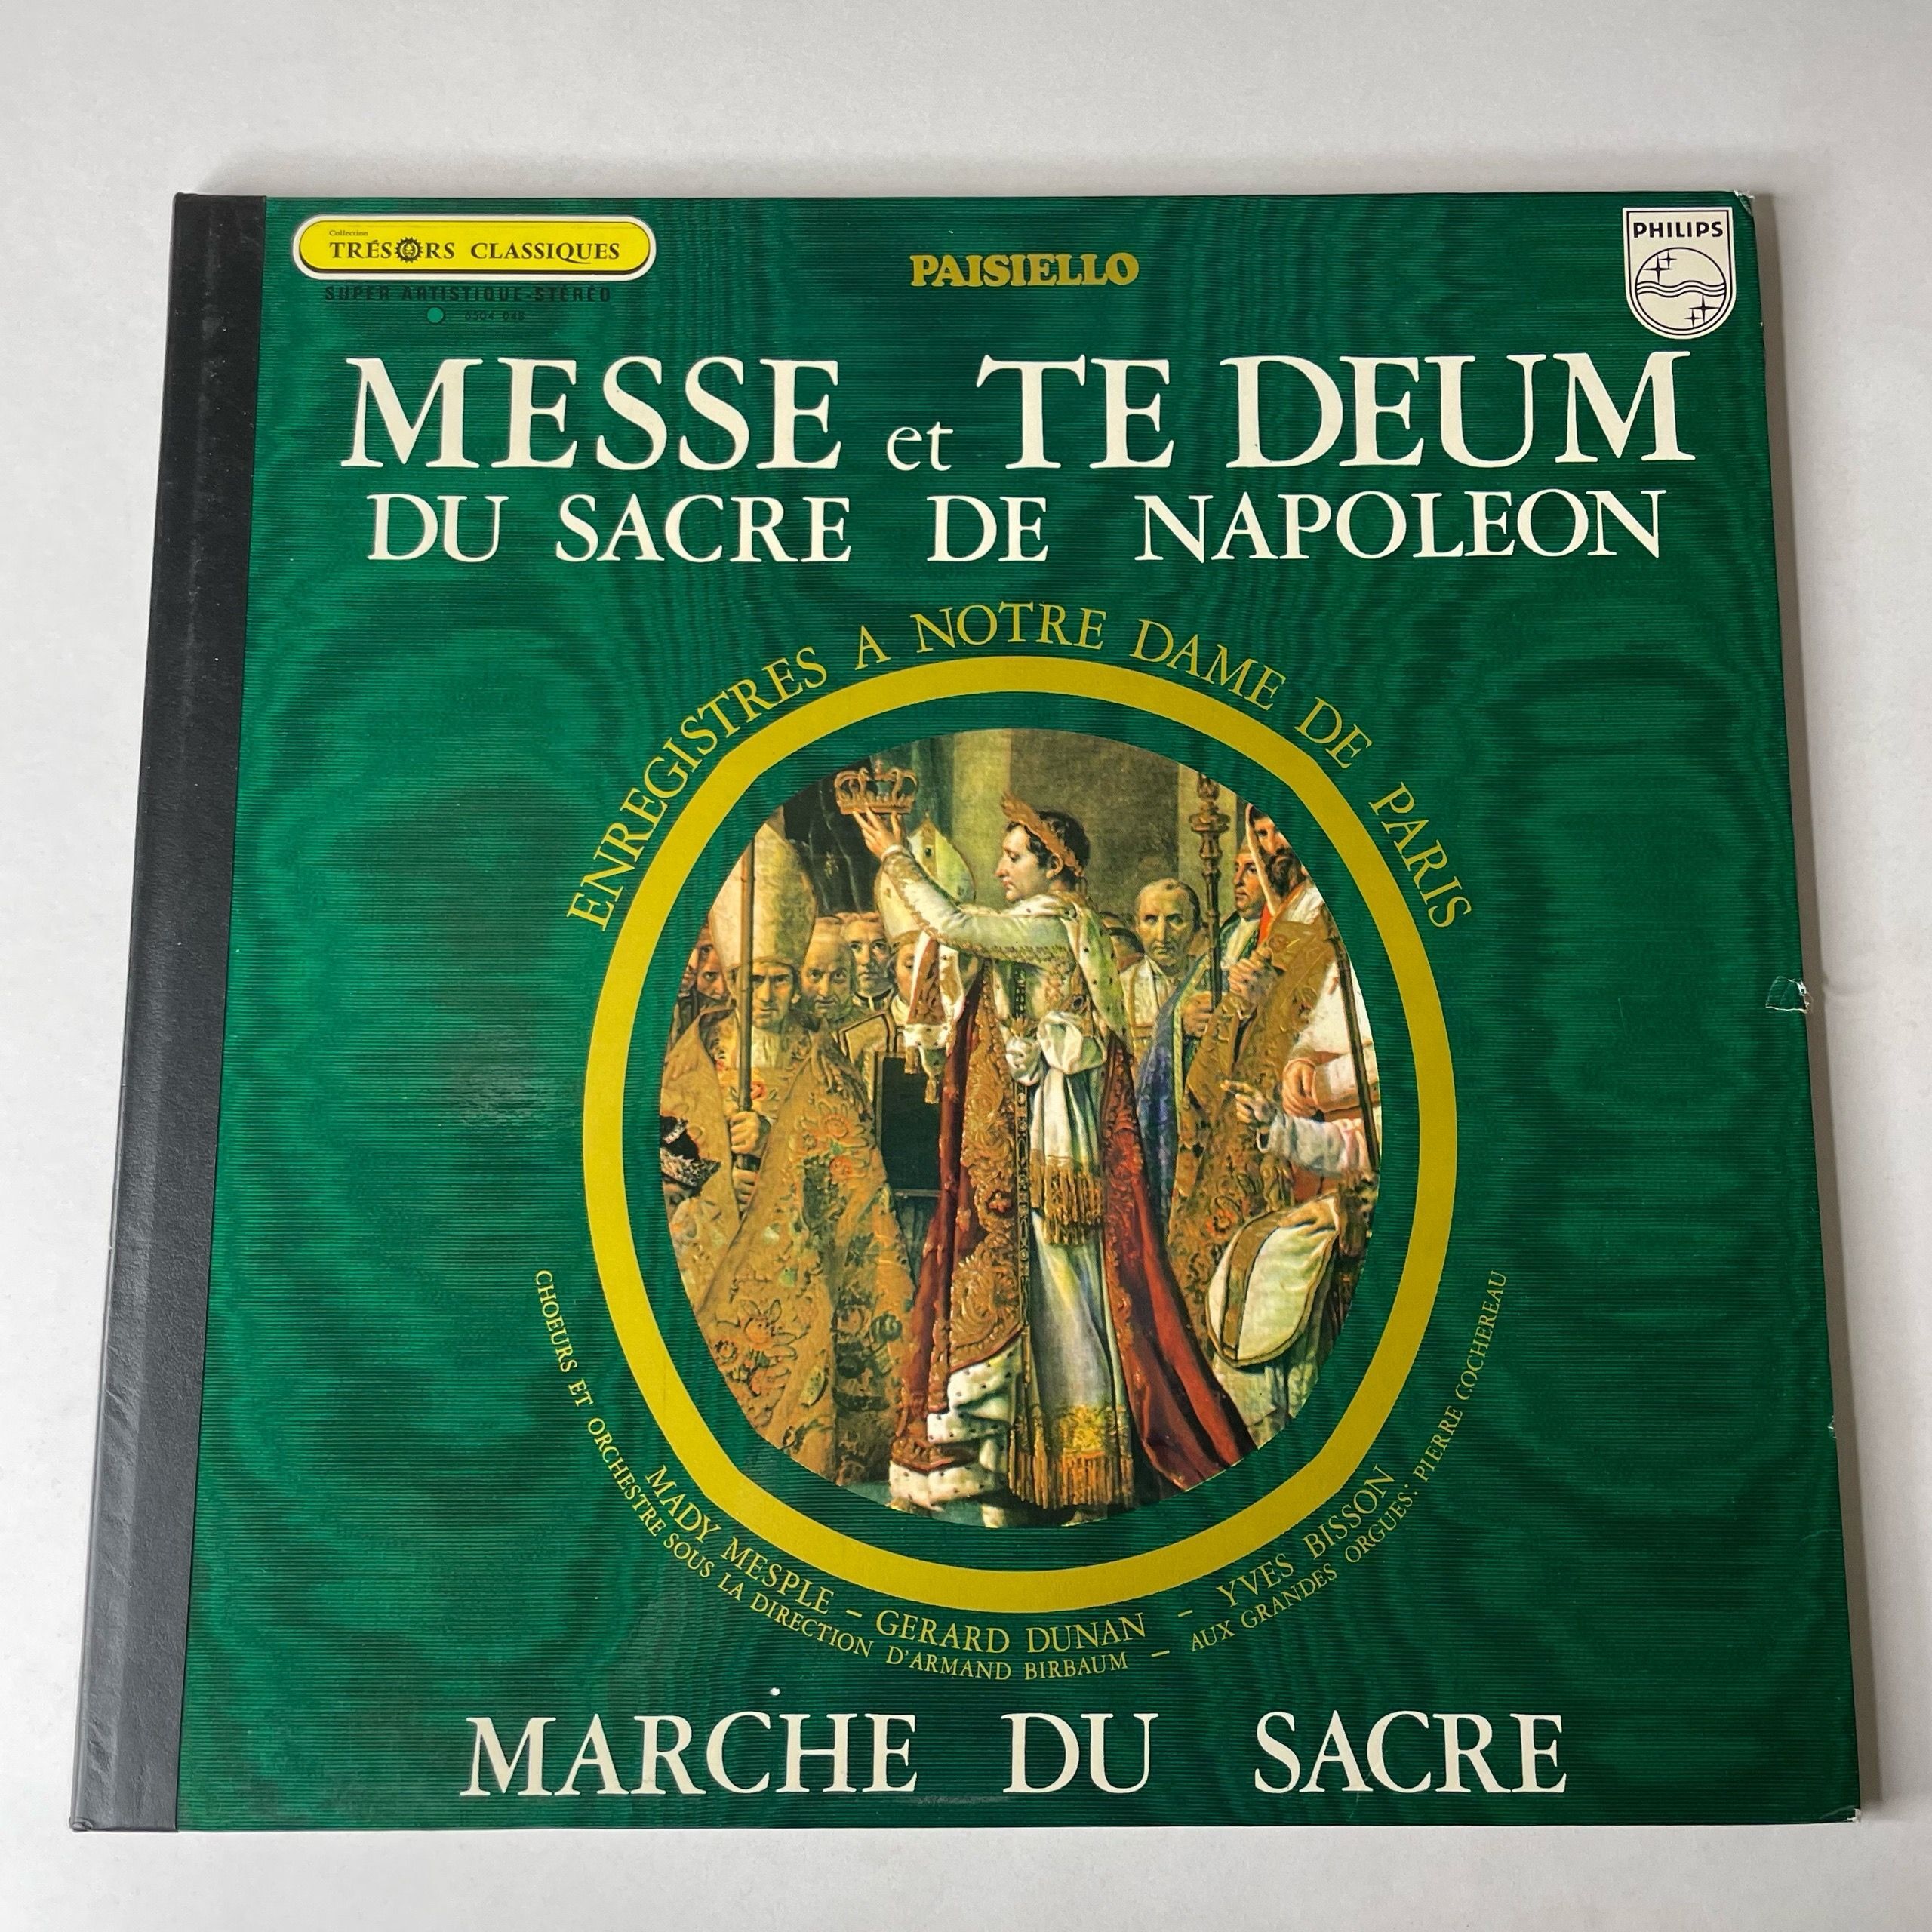 Collection
TRÉSORS CLASSIQUES
SUPER ARTISTIQUE-STÉRÉO
6504 048
PAISIELLO
PHILIPS
MESSE et TE DEUM
DU SACRE DE NAPOLEON
ENREGISTRES A NOTRE DAME DE PARIS
MADY MESPLE – GERARD DUNAN – YVES BISSON
CHOEURS ET ORCHESTRE SOUS LA DIRECTION D'ARMAND BIRBAUM – AUX GRANDES ORGUES: PIERRE COCHEREAU
MARCHE DU SACRE